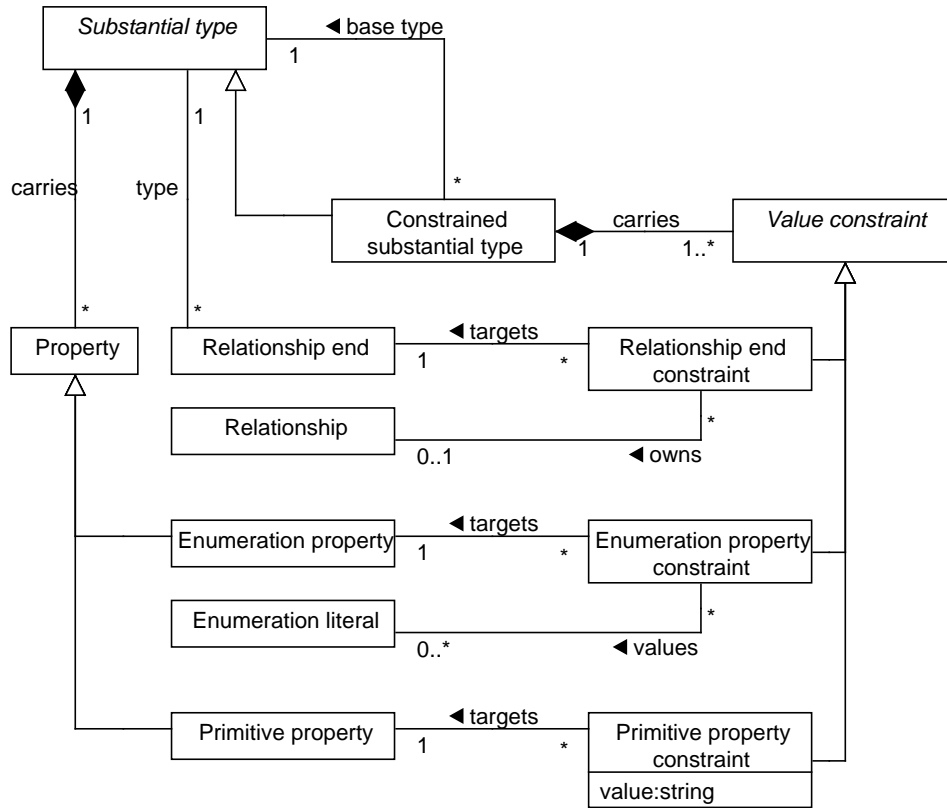 Substantial type
◄ base type
1
1
1
carries
type
*
Constrained
substantial type
carries
1
1..*
Value constraint
*
*
Property
Relationship end
◄ targets
1
*
Relationship end
constraint
Relationship
*
0..1
◄ owns
Enumeration property
◄ targets
1
*
Enumeration property
constraint
Enumeration literal
*
0..*
◄ values
Primitive property
◄ targets
1
*
Primitive property
constraint
value:string